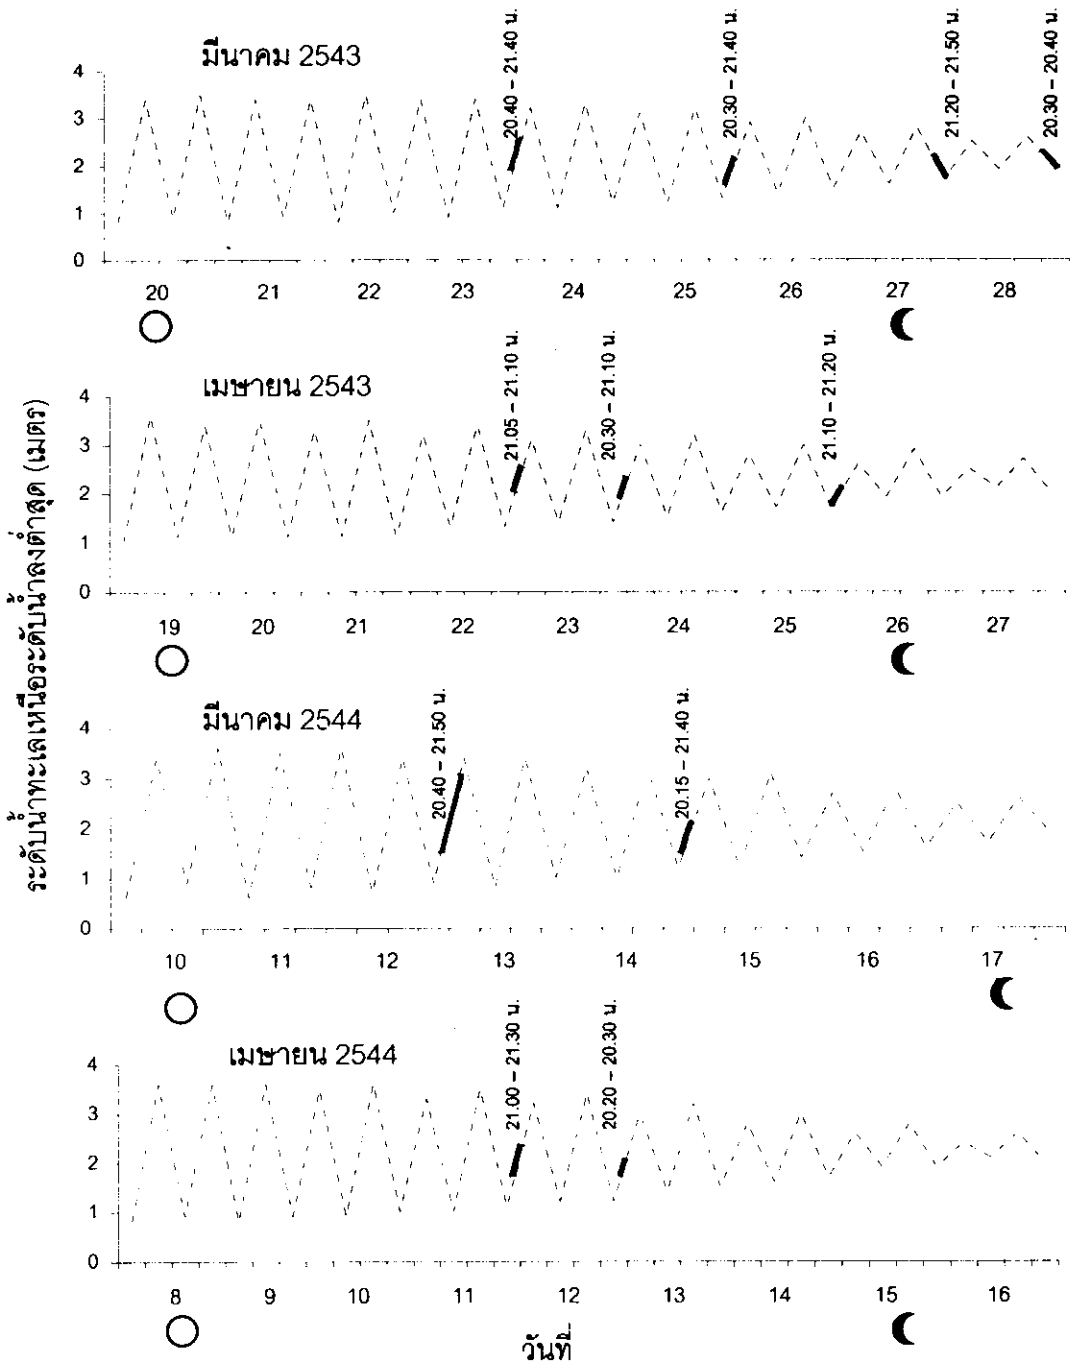 ระดับน้ำทะเลเหนือระดับน้ำลงต่ำสุด (เมตร)
มีนาคม 2543
20.40 – 21.40 น.
20.30 – 21.40 น.
21.20 – 21.50 น.
20.30 – 20.40 น.
4
3
2
1
0
20 21 22 23 24 25 26 27 28
เมษายน 2543
21.05 – 21.10 น.
20.30 – 21.10 น.
21.10 – 21.20 น.
4
3
2
1
0
19 20 21 22 23 24 25 26 27
มีนาคม 2544
20.40 – 21.50 น.
20.15 – 21.40 น.
4
3
2
1
0
10 11 12 13 14 15 16 17
เมษายน 2544
21.00 – 21.30 น.
20.20 – 20.30 น.
4
3
2
1
0
8 9 10 11 12 13 15 16
วันที่